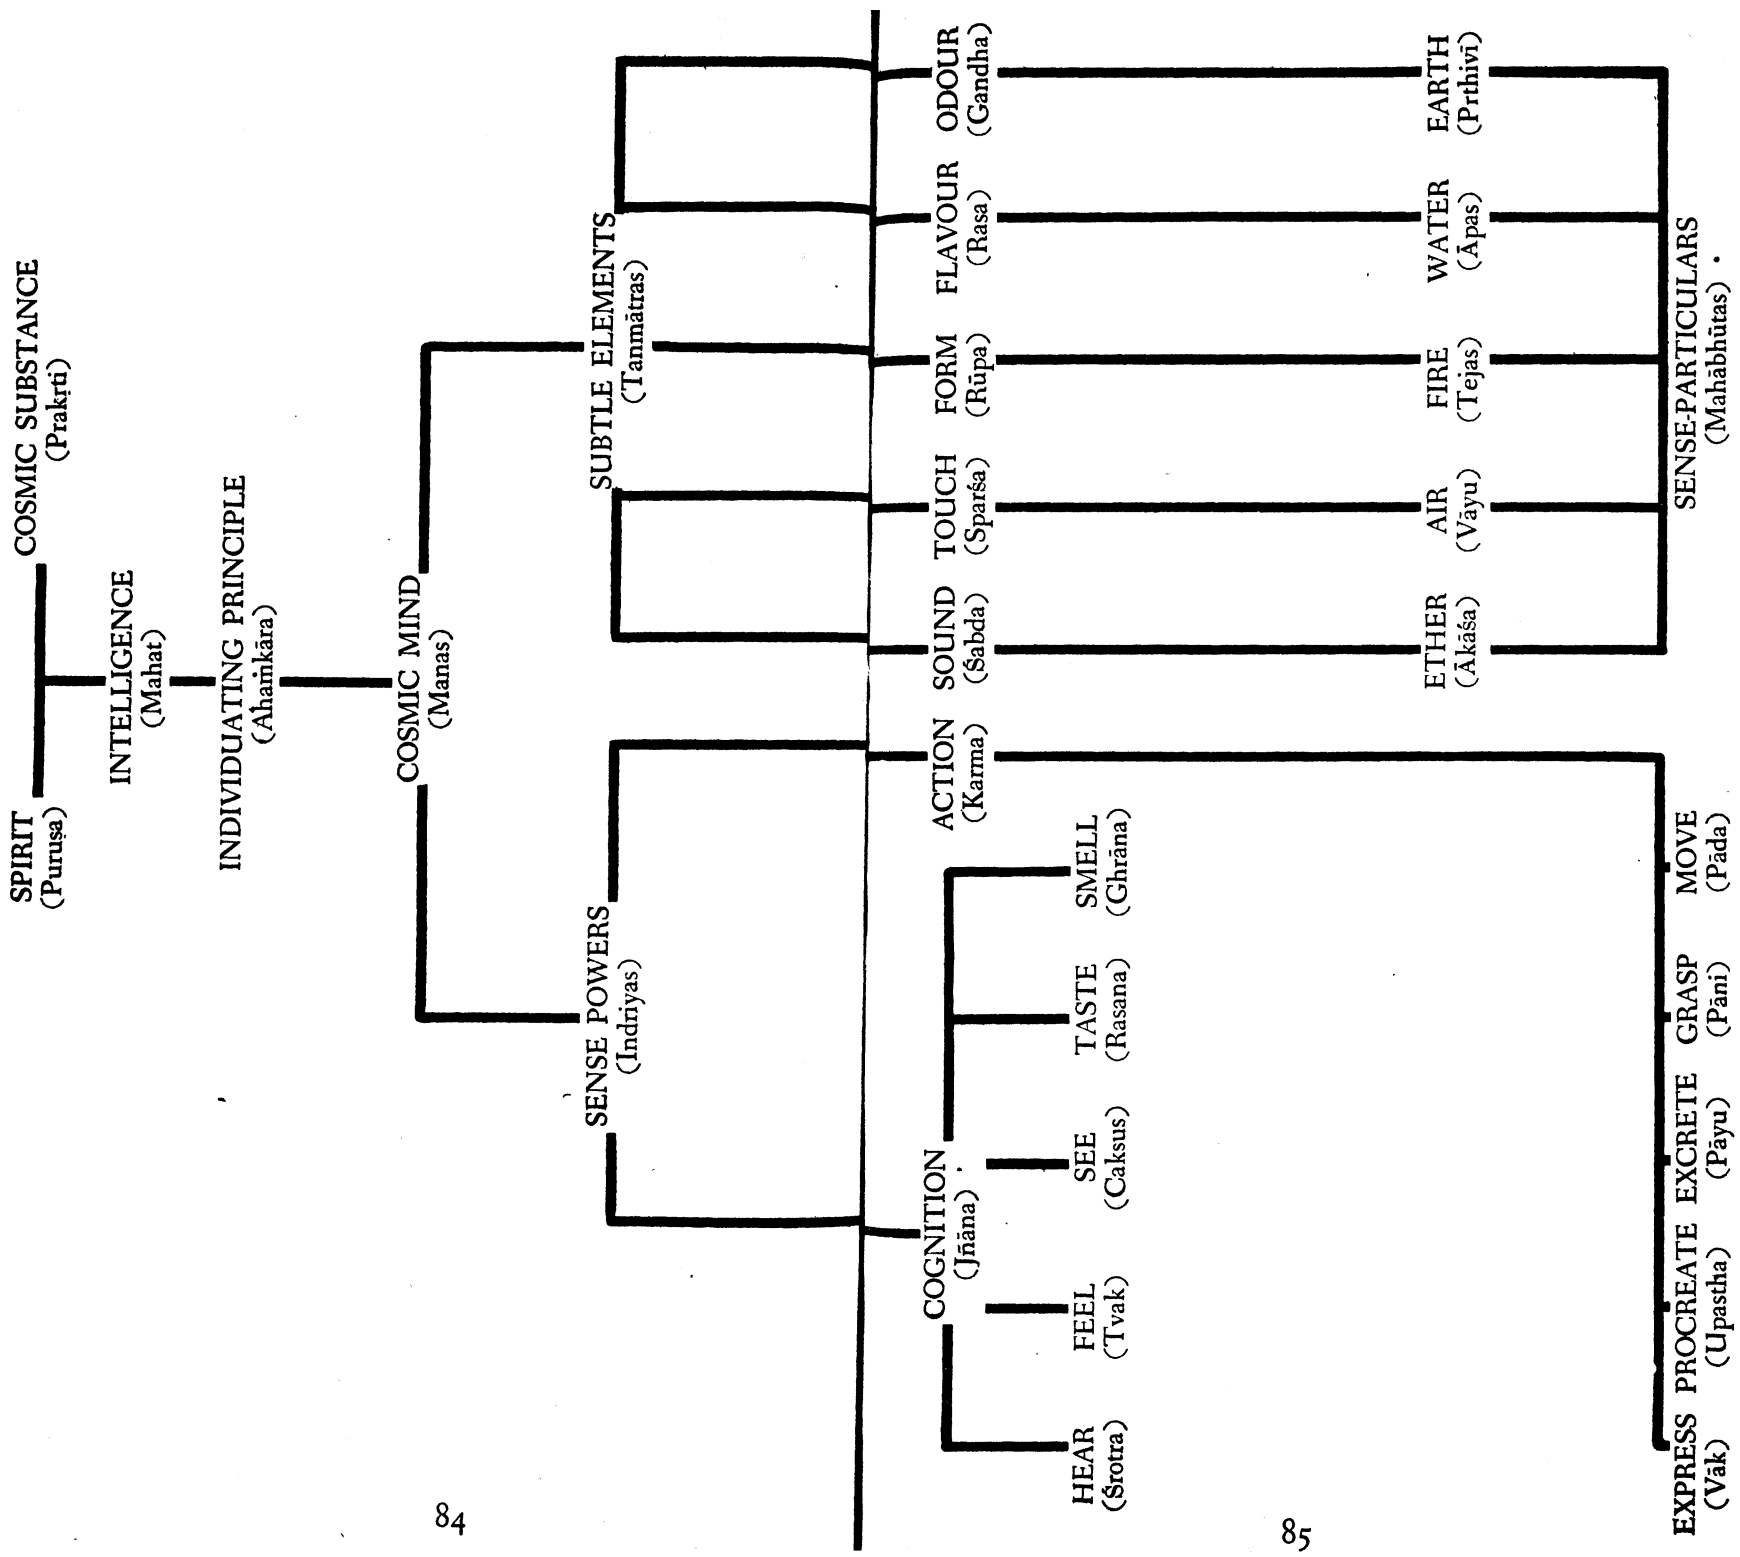 SPIRIT
(Puruṣa)
COSMIC SUBSTANCE
(Prakṛti)
INTELLIGENCE
(Mahat)
INDIVIDUATING PRINCIPLE
(Ahaṁkāra)
COSMIC MIND
(Manas)
SENSE POWERS
(Indriyas)
SUBTLE ELEMENTS
(Tanmātras)
84
COGNITION
(Jñāna)
ACTION
(Karma)
SOUND
(Śabda)
TOUCH
(Sparśa)
FORM
(Rūpa)
FLAVOUR
(Rasa)
ODOUR
(Gandha)
HEAR
(Śrotra)
FEEL
(Tvak)
SEE
(Caksus)
TASTE
(Rasana)
SMELL
(Ghrāna)
ETHER
(Ākāśa)
AIR
(Vāyu)
FIRE
(Tejas)
WATER
(Āpas)
EARTH
(Prthivī)
EXPRESS
(Vāk)
PROCREATE
(Upastha)
EXCRETE
(Pāyu)
GRASP
(Pāni)
MOVE
(Pāda)
SENSE-PARTICULARS
(Mahābhūtas)
85